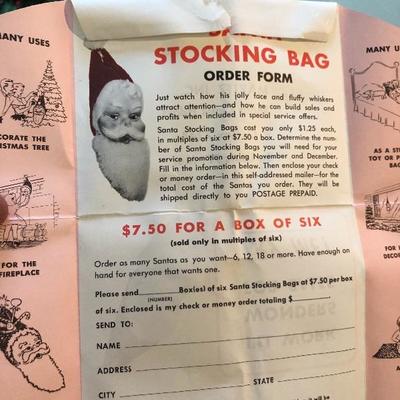 STOCKING BAG
ORDER FORM
Just watch how his jolly face and fluffy whiskers
attract attention—and how he can build sales and
profits when included in special service offers.
Santa Stocking Bags cost you only $1.25 each,
in multiples of six at $7.50 a box. Determine the num-
ber of Santa Stocking Bags you will need for your
service promotion during November and December.
Fill in the information below. Then enclose your check
or money order—in this self-addressed mailer—for the
total cost of the Santas you order. They will be
shipped directly to you POSTAGE PREPAID.
MANY USES
DECORATE THE
CHRISTMAS TREE
FOR THE
FIREPLACE
$7.50 FOR A BOX OF SIX
(sold only in multiples of six)
Order as many Santas as you want—6, 12, 18 or more. Have enough on
hand for everyone that wants one.
Please send Box(es) of six Santa Stocking Bags at $7.50 per box
(NUMBER)
of six. Enclosed is my check or money order totaling $
SEND TO:
NAME
ADDRESS
CITY STATE
MANY U
AS A S
TOY OR P
BA
FOR
DECO
A